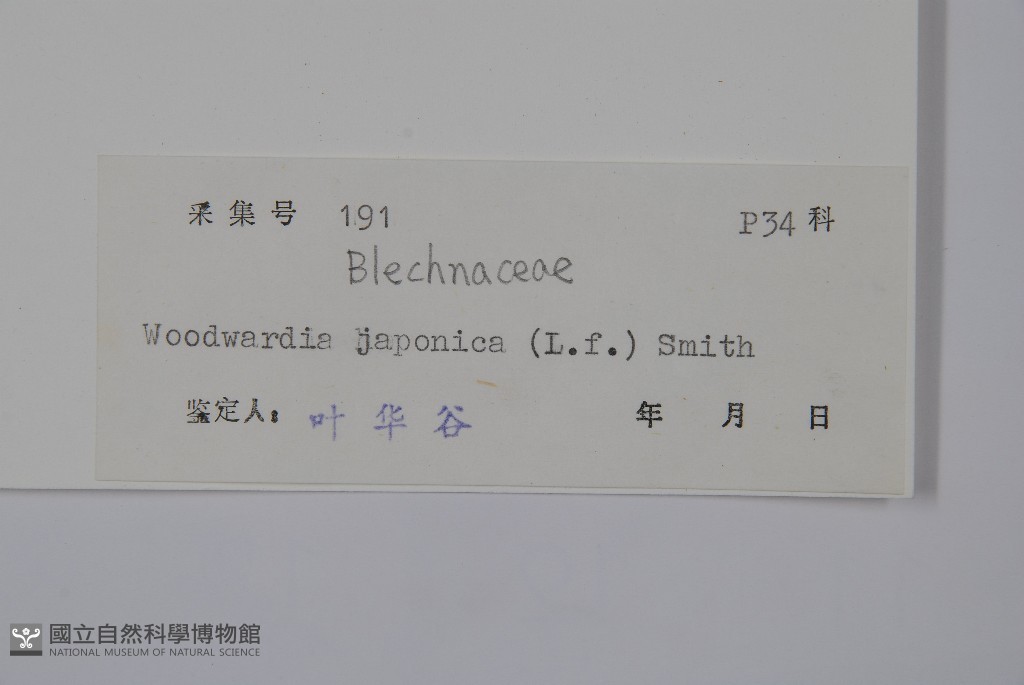 采集号 191 P34 科
Blechnaceae
Woodwardia japonica (L.f.) Smith
鉴定人: 叶华谷 年 月 日
國立自然科學博物館
NATIONAL MUSEUM OF NATURAL SCIENCE